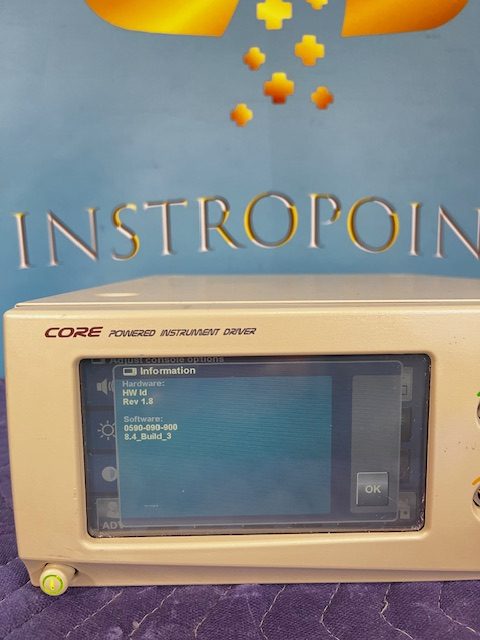 INSTROPOIN
CORE POWERED INSTRUMENT DRIVER
Adjust console options
Information
Hardware:
HW Id
Rev 1.8
Software:
0590-090-900
8.4_Build_3
OK